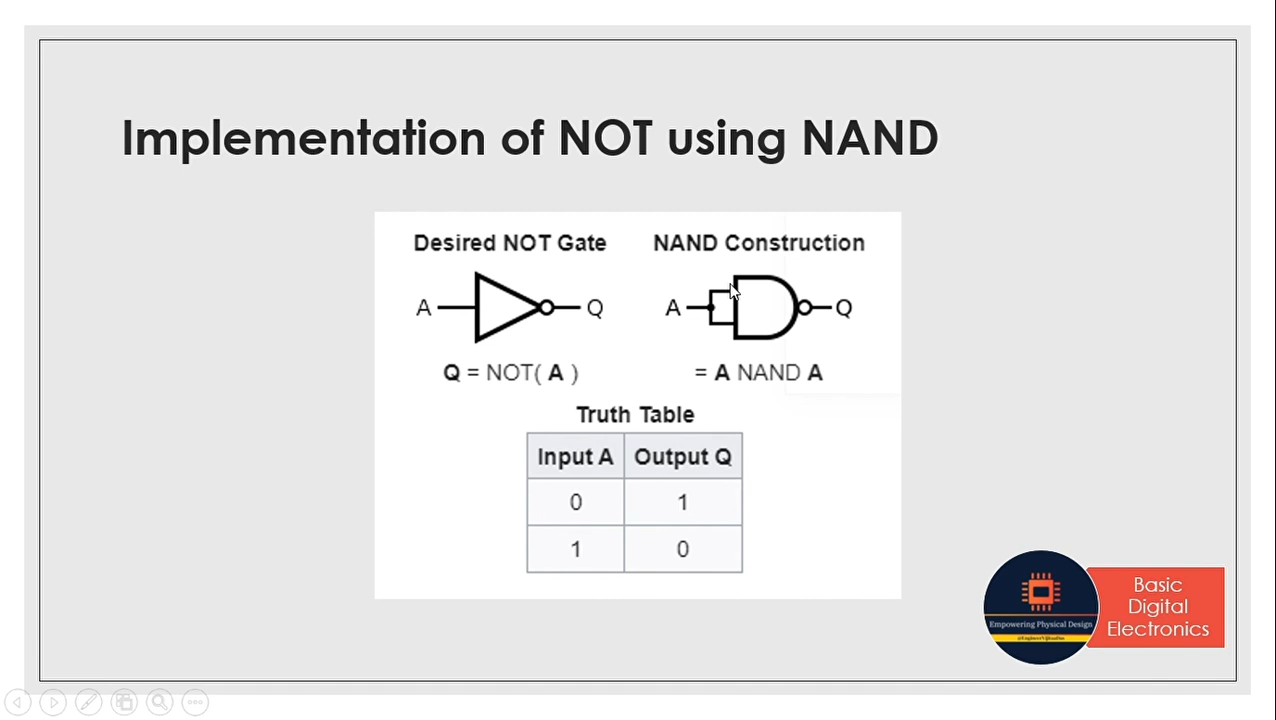 Implementation of NOT using NAND
Desired NOT Gate
NAND Construction
A
Q
A
Q
Q = NOT( A )
= A NAND A
Truth Table
Input A Output Q
0 1
1 0
Empowering Physical Design
Basic
Digital
Electronics